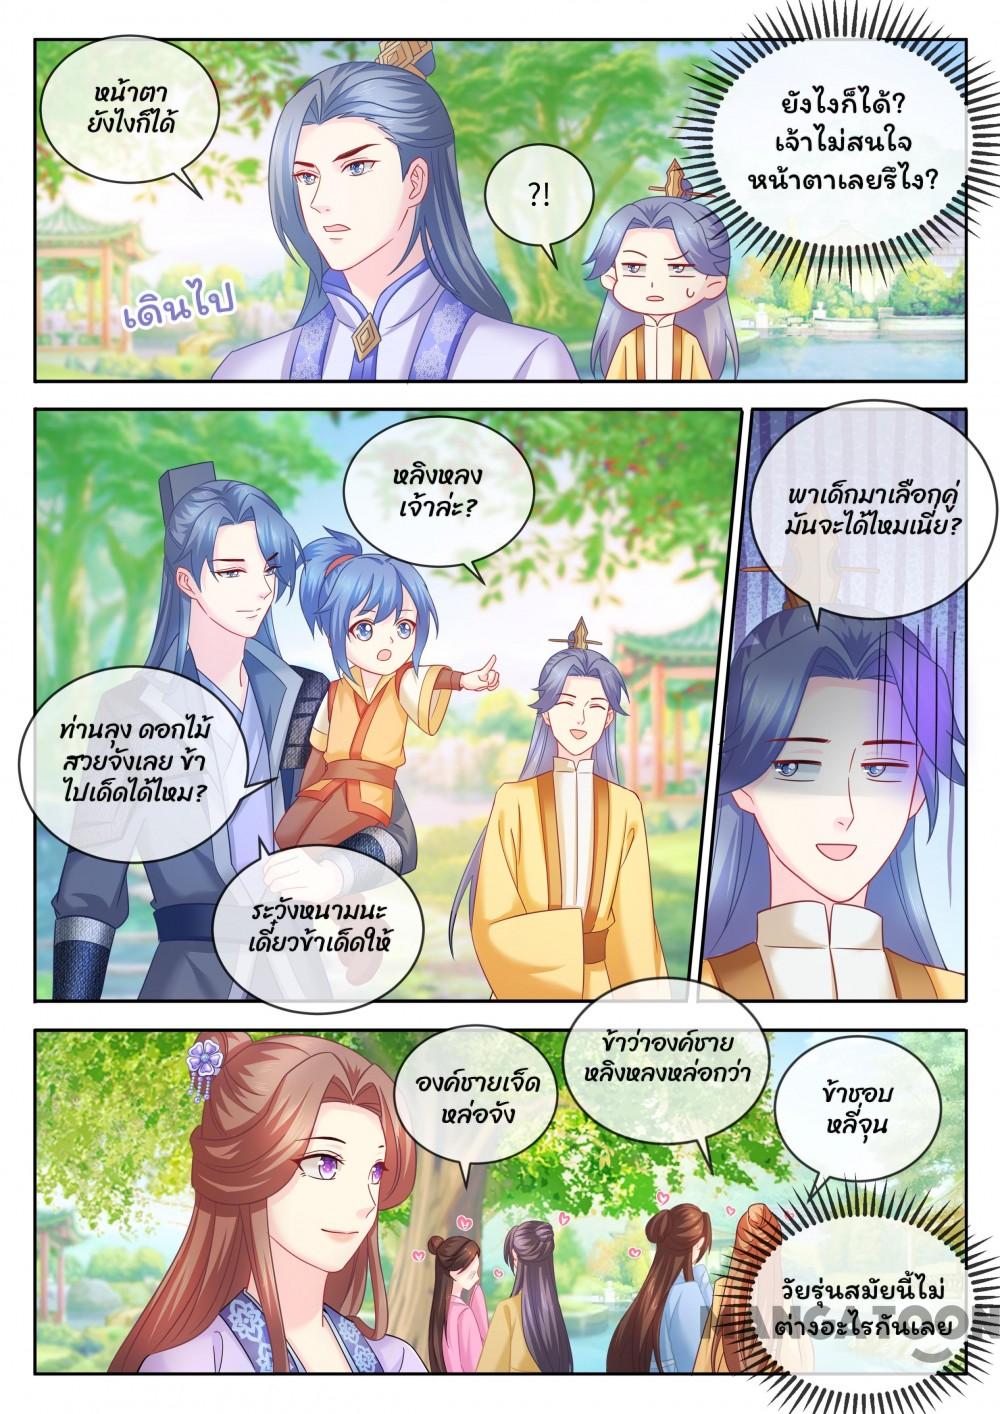 หน้าตา
ยังไงก็ได้
?!
ยังไงก็ได้?
เจ้าไม่สนใจ
หน้าตาเลยรึไง?
เดินไป
หลิงหลง
เจ้าล่ะ?
ท่านลุง ดอกไม้
สวยจังเลย ข้า
ไปเด็ดได้ไหม?
ระวังหนามนะ
เดี๋ยวข้าเด็ดให้
พาเด็กมาเลือกคู่
มันจะได้ไหมเนี่ย?
องค์ชายเจ็ด
หล่อจัง
ข้าว่าองค์ชาย
หลิงหลงหล่อกว่า
ข้าชอบ
หลี่จุน
วัยรุ่นสมัยนี้ไม่
ต่างอะไรกันเลย
MANGATOON